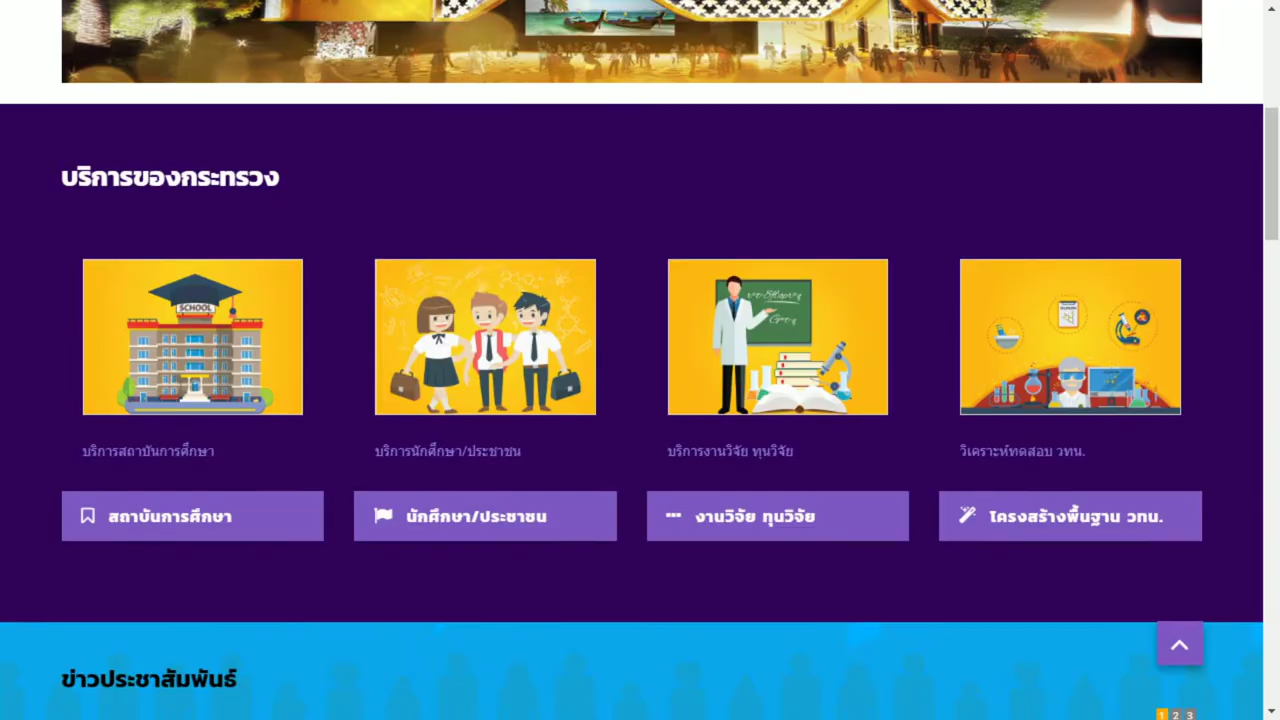 บริการของกระทรวง
SCHOOL
บริการสถาบันการศึกษา
บริการนักศึกษา/ประชาชน
บริการงานวิจัย ทุนวิจัย
วิเคราะห์ทดสอบ วทน.
สถาบันการศึกษา
นักศึกษา/ประชาชน
งานวิจัย ทุนวิจัย
โครงสร้างพื้นฐาน วทน.
ข่าวประชาสัมพันธ์
1 2 3